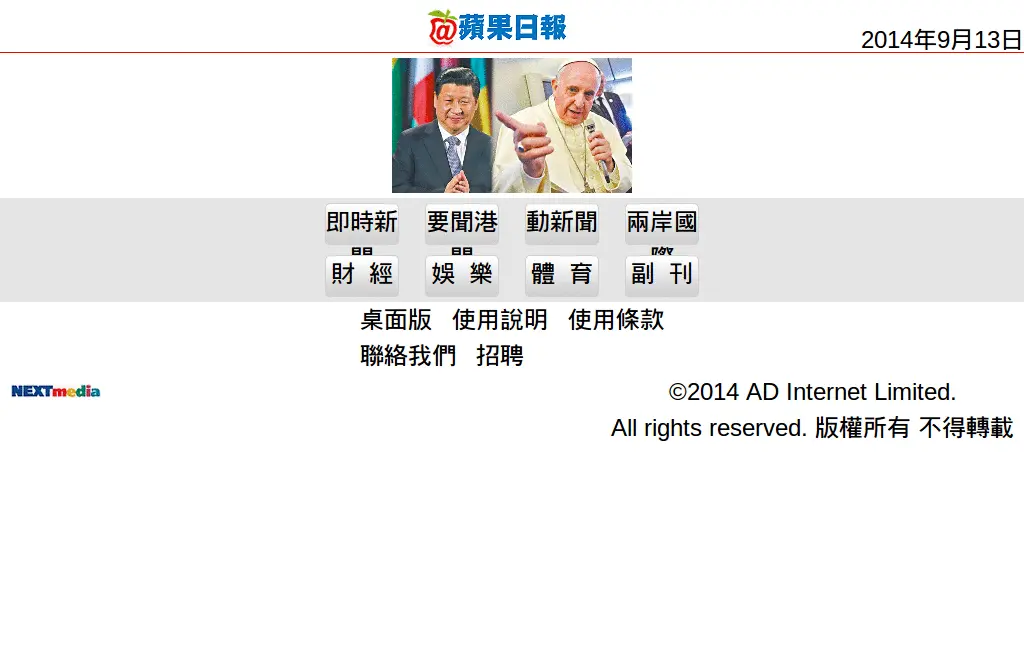 蘋果日報
2014年9月13日
即時新聞 要聞港聞 動新聞 兩岸國際
財 經 娛 樂 體 育 副 刊
桌面版 使用說明 使用條款
聯絡我們 招聘
NEXTmedia
©2014 AD Internet Limited.
All rights reserved. 版權所有 不得轉載